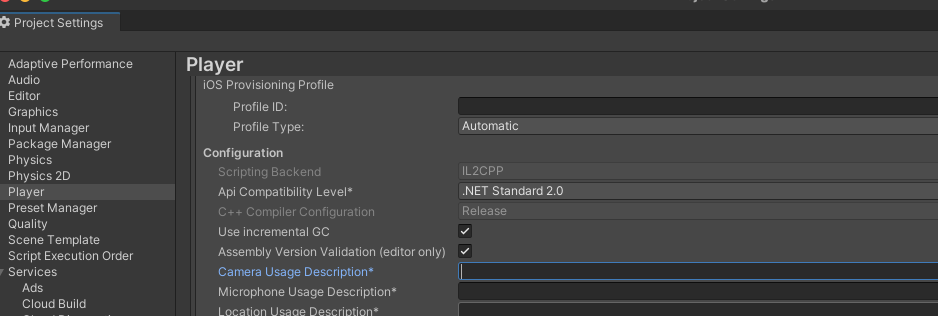 Project Settings
Adaptive Performance
Audio
Editor
Graphics
Input Manager
Package Manager
Physics
Physics 2D
Player
Preset Manager
Quality
Scene Template
Script Execution Order
Services
Ads
Cloud Build
Player
iOS Provisioning Profile
Profile ID:
Profile Type: Automatic
Configuration
Scripting Backend IL2CPP
Api Compatibility Level* .NET Standard 2.0
C++ Compiler Configuration Release
Use incremental GC
Assembly Version Validation (editor only)
Camera Usage Description*
Microphone Usage Description*
Location Usage Description*